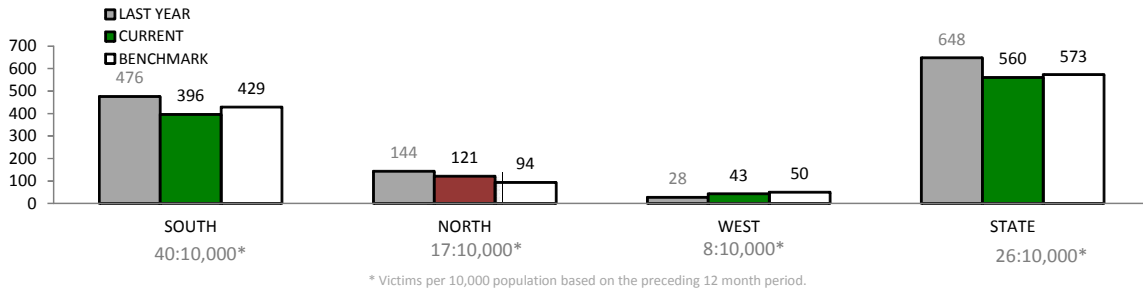 LAST YEAR
CURRENT
BENCHMARK
700
600
500
400
300
200
100
0
476 396 429
144 121 94
28 43 50
648 560 573
SOUTH NORTH WEST STATE
40:10,000* 17:10,000* 8:10,000* 26:10,000*
* Victims per 10,000 population based on the preceding 12 month period.